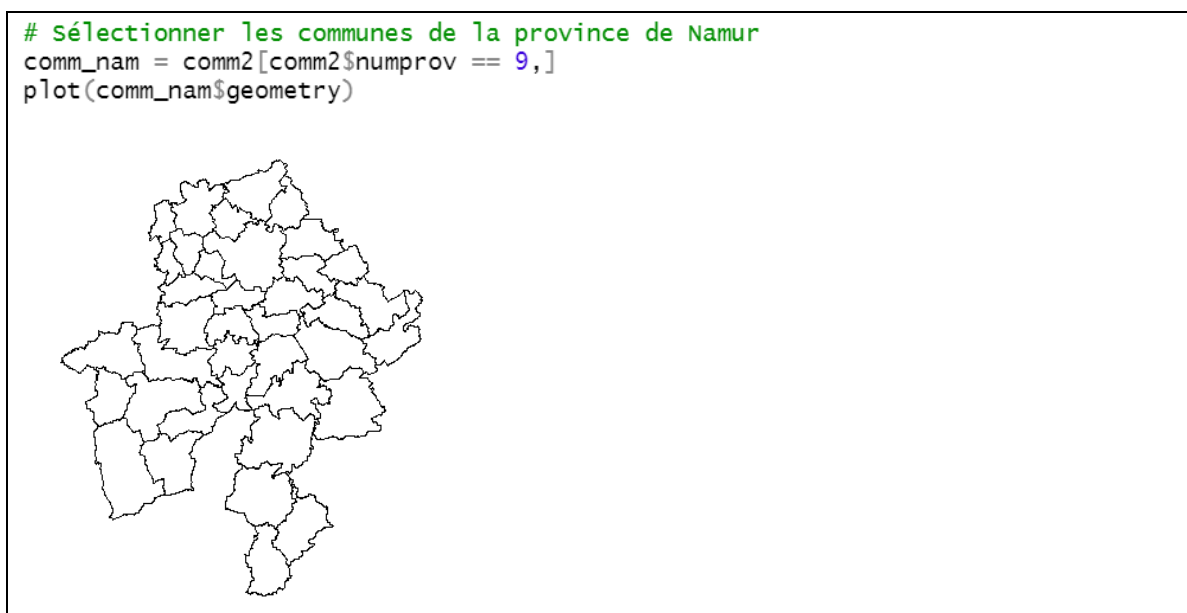 # Sélectionner les communes de la province de Namur
comm_nam = comm2[comm2$numprov == 9,]
plot(comm_nam$geometry)